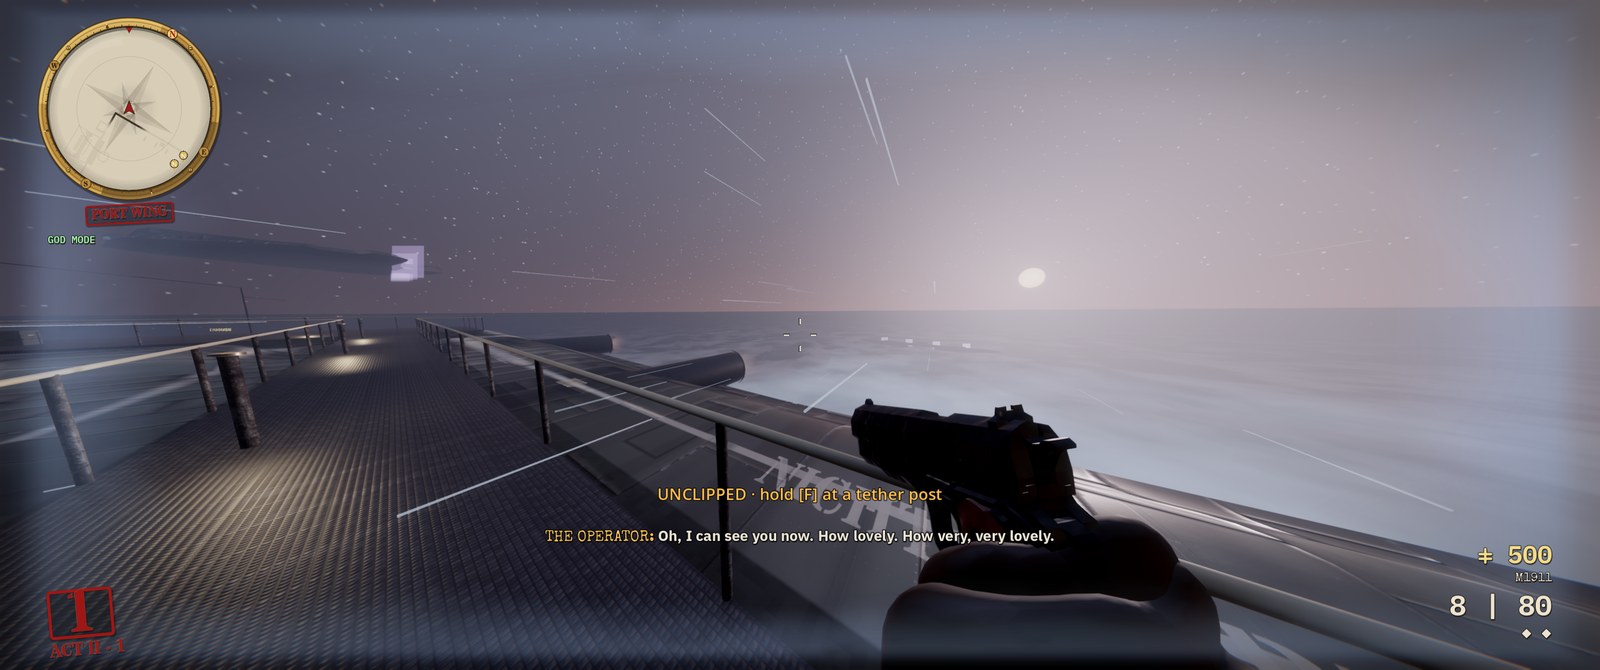 N
W
E
S
PORT WING
GOD MODE
UNCLIPPED · hold [F] at a tether post
THE OPERATOR: Oh, I can see you now. How lovely. How very, very lovely.
ǂ 500
M1911
8 | 80
I
ACT II - 1